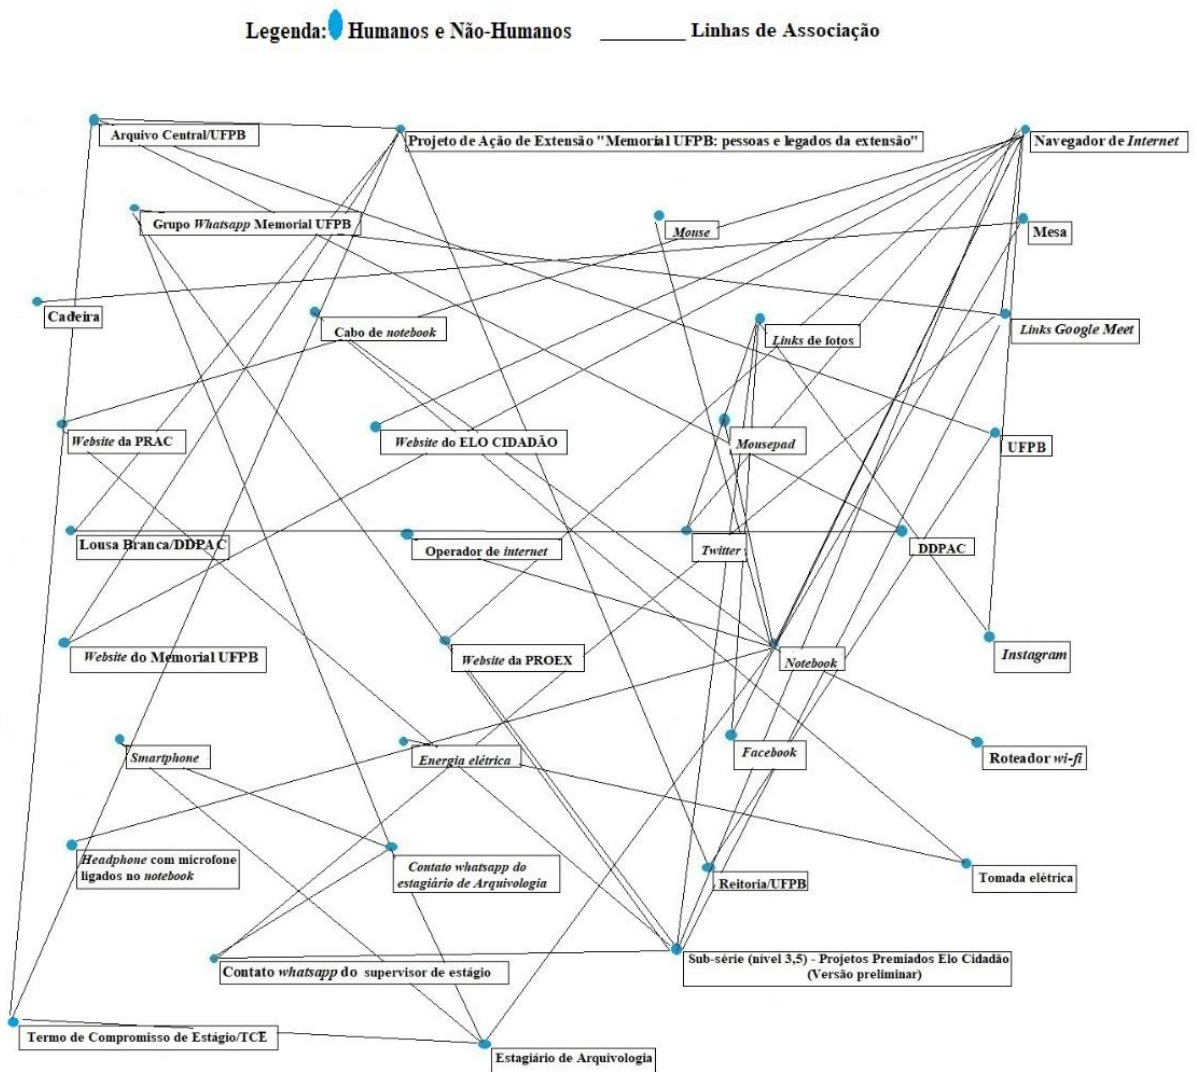 Legenda: Humanos e Não-Humanos
Linhas de Associação
Arquivo Central/UFPB
Projeto de Ação de Extensão "Memorial UFPB: pessoas e legados da extensão"
Navegador de Internet
Grupo Whatsapp Memorial UFPB
Mouse
Mesa
Cadeira
Cabo de notebook
Links de fotos
Links Google Meet
Website da PRAC
Website do ELO CIDADÃO
Mousepad
UFPB
Lousa Branca/DDPAC
Operador de internet
Twitter
DDPAC
Website do Memorial UFPB
Website da PROEX
Notebook
Instagram
Smartphone
Energia elétrica
Facebook
Roteador wi-fi
Headphone com microfone
ligados no notebook
Contato whatsapp do
estagiário de Arquivologia
Reitoria/UFPB
Tomada elétrica
Contato whatsapp do supervisor de estágio
Sub-série (nível 3,5) - Projetos Premiados Elo Cidadão
(Versão preliminar)
Termo de Compromisso de Estágio/TCE
Estagiário de Arquivologia